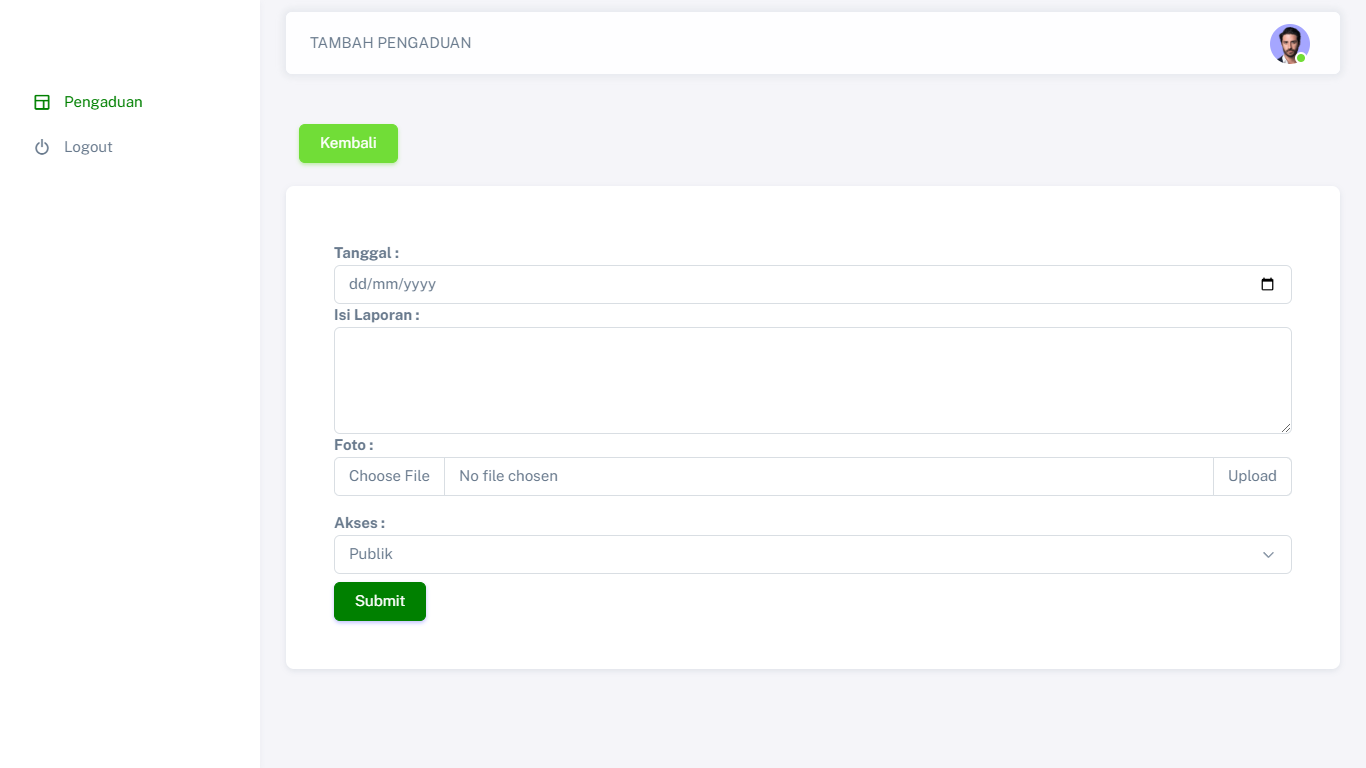 TAMBAH PENGADUAN
Pengaduan
Logout
Kembali
Tanggal :
dd/mm/yyyy
Isi Laporan :
Foto :
Choose File No file chosen Upload
Akses :
Publik
Submit